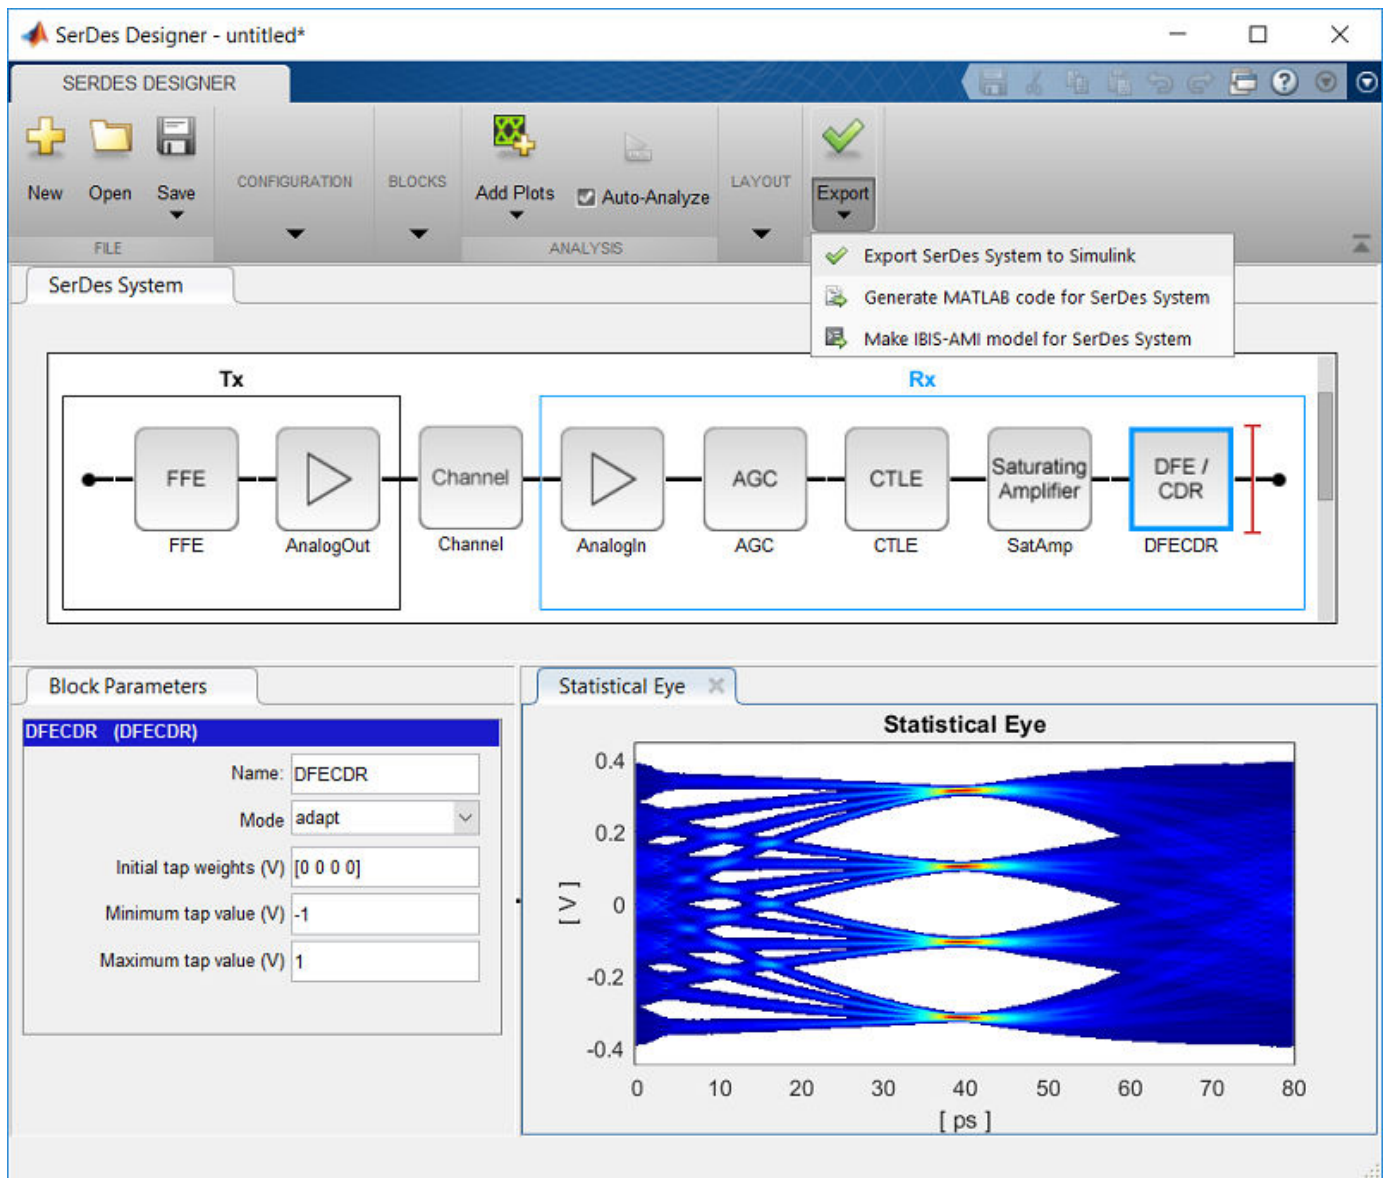 SerDes Designer - untitled*
SERDES DESIGNER
New Open Save
CONFIGURATION
BLOCKS
Add Plots
Auto-Analyze
LAYOUT
Export
FILE
ANALYSIS
Export SerDes System to Simulink
Generate MATLAB code for SerDes System
Make IBIS-AMI model for SerDes System
SerDes System
Tx
Rx
FFE
Channel
AGC
CTLE
Saturating
Amplifier
DFE /
CDR
FFE AnalogOut Channel AnalogIn AGC CTLE SatAmp DFECDR
Block Parameters
DFECDR (DFECDR)
Name: DFECDR
Mode adapt
Initial tap weights (V) [0 0 0 0]
Minimum tap value (V) -1
Maximum tap value (V) 1
Statistical Eye
Statistical Eye
0.4
0.2
0
-0.2
-0.4
[ V ]
0 10 20 30 40 50 60 70 80
[ ps ]